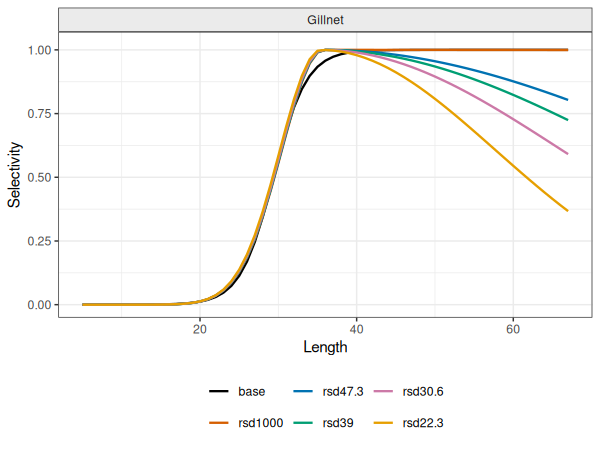 Gillnet
1.00
0.75
0.50
0.25
0.00
Selectivity
20 40 60
Length
base rsd47.3 rsd30.6
rsd1000 rsd39 rsd22.3